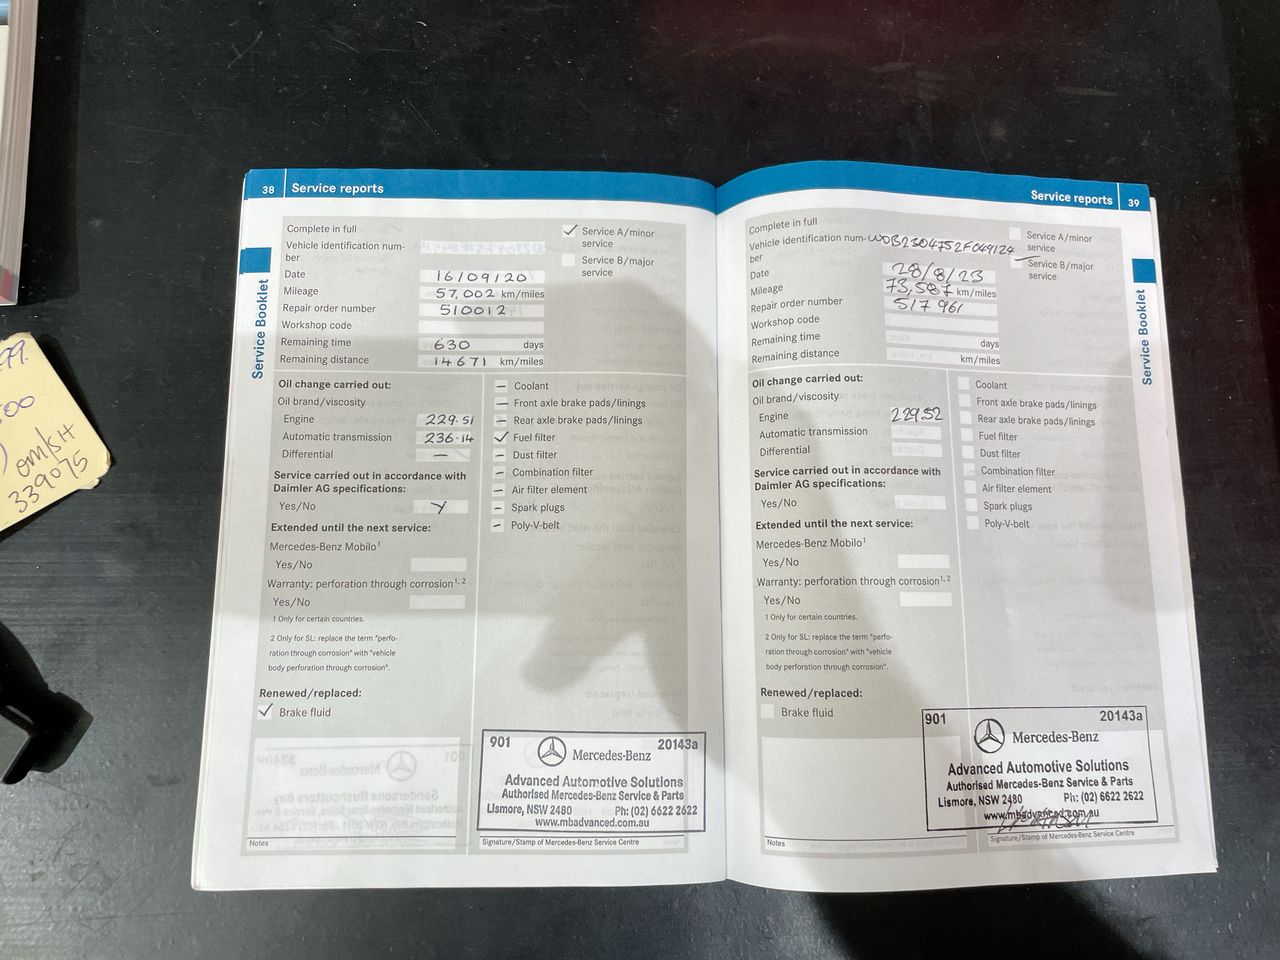 38 Service reports
Complete in full
Vehicle identification num-
ber
Date 16/09/20
Mileage 57,002 km/miles
Repair order number 510012
Workshop code
Remaining time 630 days
Remaining distance 14671 km/miles
✓ Service A/minor
service
Service B/major
service
Service Booklet
Oil change carried out:
Oil brand/viscosity
Engine 229.51
Automatic transmission 236.14
Differential —
Service carried out in accordance with
Daimler AG specifications:
Yes/No Y
Extended until the next service:
Mercedes-Benz Mobilo1
Yes/No
Warranty: perforation through corrosion1, 2
Yes/No
1 Only for certain countries.
2 Only for SL: replace the term "perfo-
ration through corrosion" with "vehicle
body perforation through corrosion".
Renewed/replaced:
✓ Brake fluid
— Coolant
— Front axle brake pads/linings
— Rear axle brake pads/linings
✓ Fuel filter
– Dust filter
– Combination filter
– Air filter element
– Spark plugs
– Poly-V-belt
901 Mercedes-Benz 20143a
Advanced Automotive Solutions
Authorised Mercedes-Benz Service & Parts
Lismore, NSW 2480 Ph: (02) 6622 2622
www.mbadvanced.com.au
Notes
Signature/Stamp of Mercedes-Benz Service Centre
Service reports 39
Complete in full
Vehicle identification num- WDB2304752F049124
ber
Date 28/8/23
Mileage 73,587 km/miles
Repair order number 517961
Workshop code
Remaining time days
Remaining distance km/miles
Service A/minor
service
Service B/major
service
Service Booklet
Oil change carried out:
Oil brand/viscosity
Engine 229.52
Automatic transmission
Differential
Service carried out in accordance with
Daimler AG specifications:
Yes/No
Extended until the next service:
Mercedes-Benz Mobilo1
Yes/No
Warranty: perforation through corrosion1, 2
Yes/No
1 Only for certain countries.
2 Only for SL: replace the term "perfo-
ration through corrosion" with "vehicle
body perforation through corrosion".
Renewed/replaced:
Brake fluid
Coolant
Front axle brake pads/linings
Rear axle brake pads/linings
Fuel filter
Dust filter
Combination filter
Air filter element
Spark plugs
Poly-V-belt
901 Mercedes-Benz 20143a
Advanced Automotive Solutions
Authorised Mercedes-Benz Service & Parts
Lismore, NSW 2480 Ph: (02) 6622 2622
www.mbadvanced.com.au
Notes
Signature/Stamp of Mercedes-Benz Service Centre
99.
339075